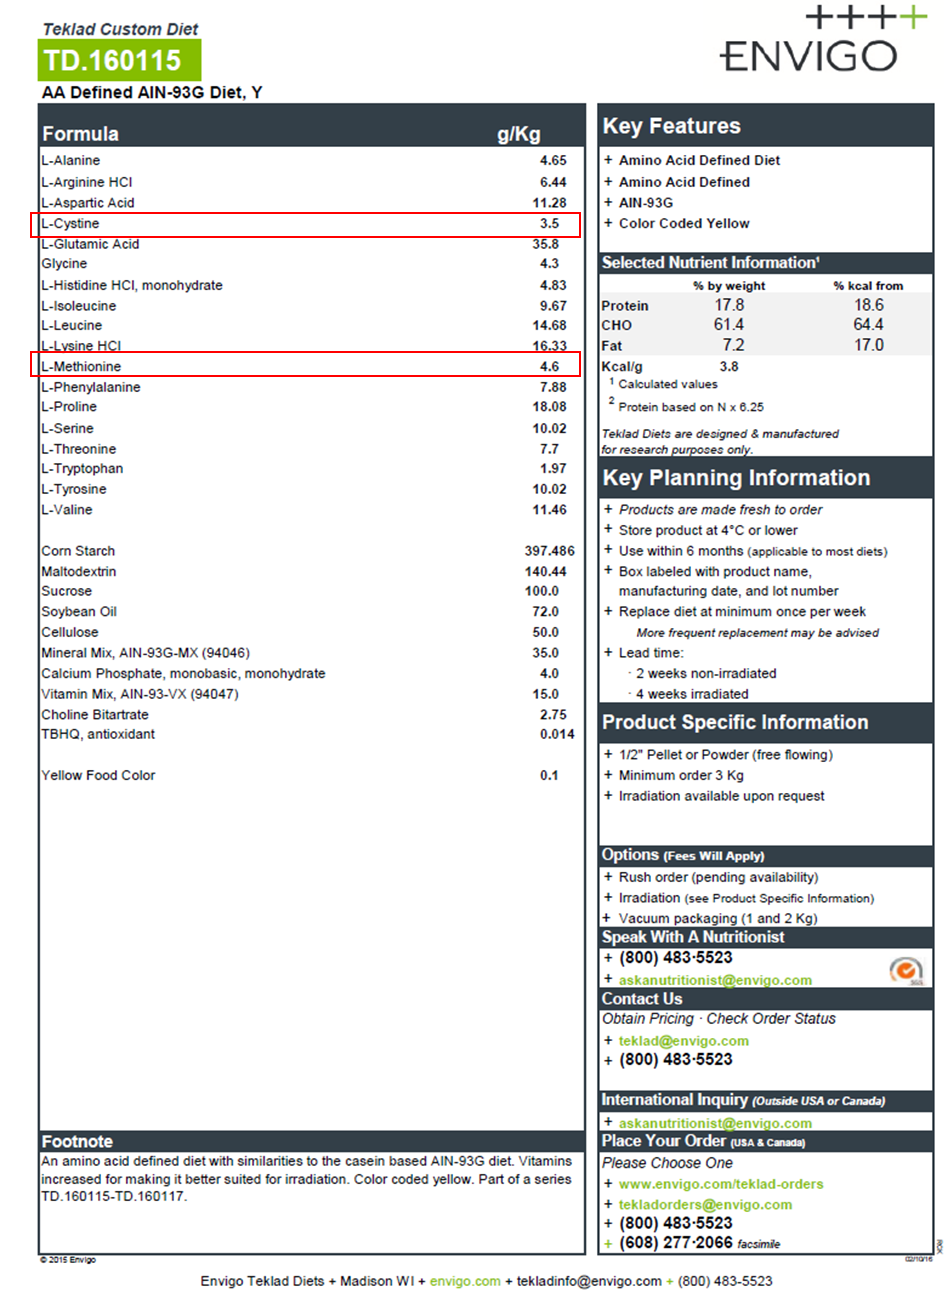 Teklad Custom Diet
TD.160115
AA Defined AIN-93G Diet, Y
ENVIGO
Formula g/Kg
L-Alanine 4.65
L-Arginine HCl 6.44
L-Aspartic Acid 11.28
L-Cystine 3.5
L-Glutamic Acid 35.8
Glycine 4.3
L-Histidine HCl, monohydrate 4.83
L-Isoleucine 9.67
L-Leucine 14.68
L-Lysine HCl 16.33
L-Methionine 4.6
L-Phenylalanine 7.88
L-Proline 18.08
L-Serine 10.02
L-Threonine 7.7
L-Tryptophan 1.97
L-Tyrosine 10.02
L-Valine 11.46
Corn Starch 397.486
Maltodextrin 140.44
Sucrose 100.0
Soybean Oil 72.0
Cellulose 50.0
Mineral Mix, AIN-93G-MX (94046) 35.0
Calcium Phosphate, monobasic, monohydrate 4.0
Vitamin Mix, AIN-93-VX (94047) 15.0
Choline Bitartrate 2.75
TBHQ, antioxidant 0.014
Yellow Food Color 0.1
Footnote
An amino acid defined diet with similarities to the casein based AIN-93G diet. Vitamins
increased for making it better suited for irradiation. Color coded yellow. Part of a series
TD.160115-TD.160117.
© 2015 Envigo
Key Features
+ Amino Acid Defined Diet
+ Amino Acid Defined
+ AIN-93G
+ Color Coded Yellow
Selected Nutrient Information¹
% by weight % kcal from
Protein 17.8 18.6
CHO 61.4 64.4
Fat 7.2 17.0
Kcal/g 3.8
¹ Calculated values
² Protein based on N x 6.25
Teklad Diets are designed & manufactured
for research purposes only.
Key Planning Information
+ Products are made fresh to order
+ Store product at 4°C or lower
+ Use within 6 months (applicable to most diets)
+ Box labeled with product name,
manufacturing date, and lot number
+ Replace diet at minimum once per week
More frequent replacement may be advised
+ Lead time:
· 2 weeks non-irradiated
· 4 weeks irradiated
Product Specific Information
+ 1/2" Pellet or Powder (free flowing)
+ Minimum order 3 Kg
+ Irradiation available upon request
Options (Fees Will Apply)
+ Rush order (pending availability)
+ Irradiation (see Product Specific Information)
+ Vacuum packaging (1 and 2 Kg)
Speak With A Nutritionist
+ (800) 483·5523
+ askanutritionist@envigo.com
Contact Us
Obtain Pricing · Check Order Status
+ teklad@envigo.com
+ (800) 483·5523
International Inquiry (Outside USA or Canada)
+ askanutritionist@envigo.com
Place Your Order (USA & Canada)
Please Choose One
+ www.envigo.com/teklad-orders
+ tekladorders@envigo.com
+ (800) 483·5523
+ (608) 277·2066 facsimile
02/10/16
Envigo Teklad Diets + Madison WI + envigo.com + tekladinfo@envigo.com + (800) 483-5523